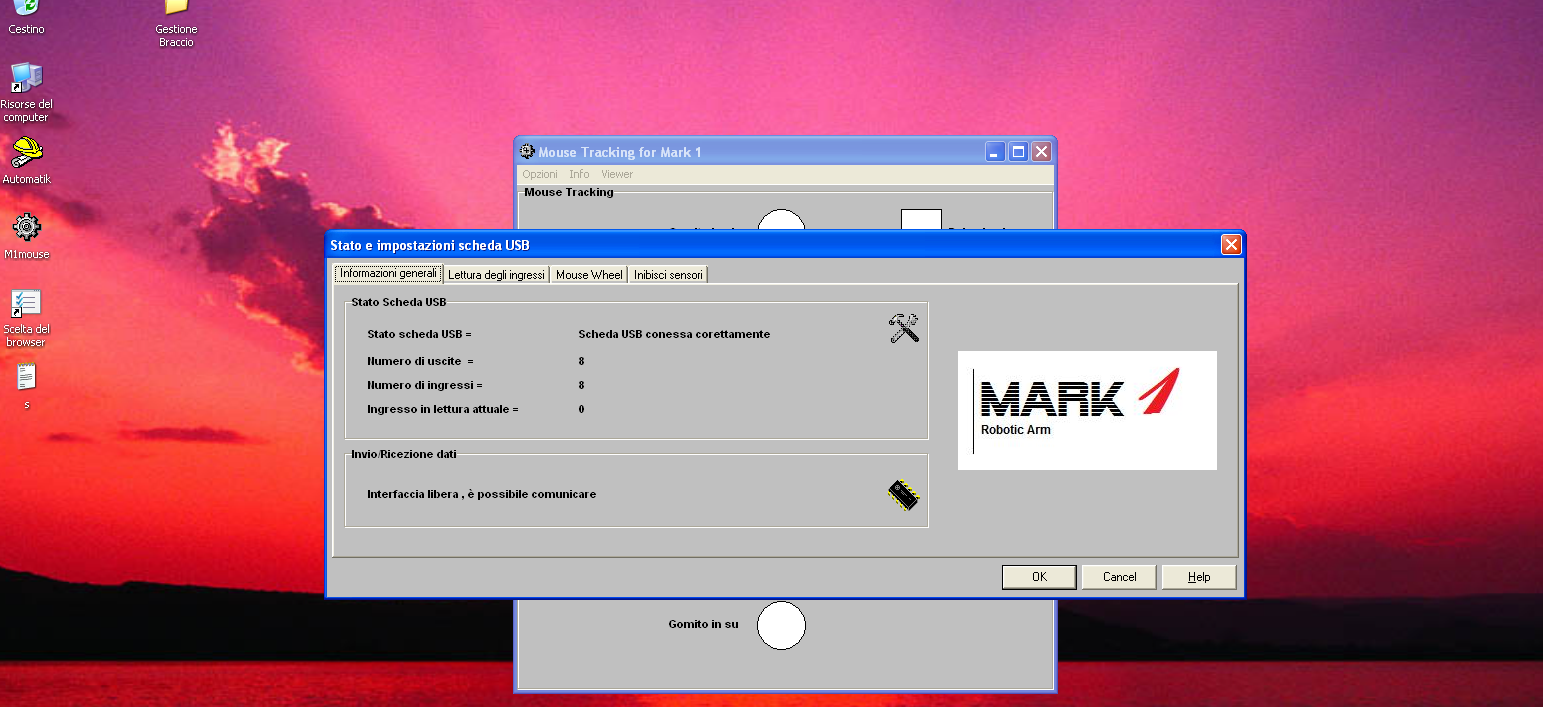 Cestino
Gestione
Braccio
Risorse del
computer
Automatik
M1mouse
Scelta del
browser
s
Mouse Tracking for Mark 1
Opzioni Info Viewer
Mouse Tracking
Stato e impostazioni scheda USB
Informazioni generali Lettura degli ingressi Mouse Wheel Inibisci sensori
Stato Scheda USB
Stato scheda USB = Scheda USB conessa corettamente
Numero di uscite = 8
Numero di ingressi = 8
Ingresso in lettura attuale = 0
Invio/Ricezione dati
Interfaccia libera , è possibile comunicare
MARK
Robotic Arm
OK Cancel Help
Gomito in su